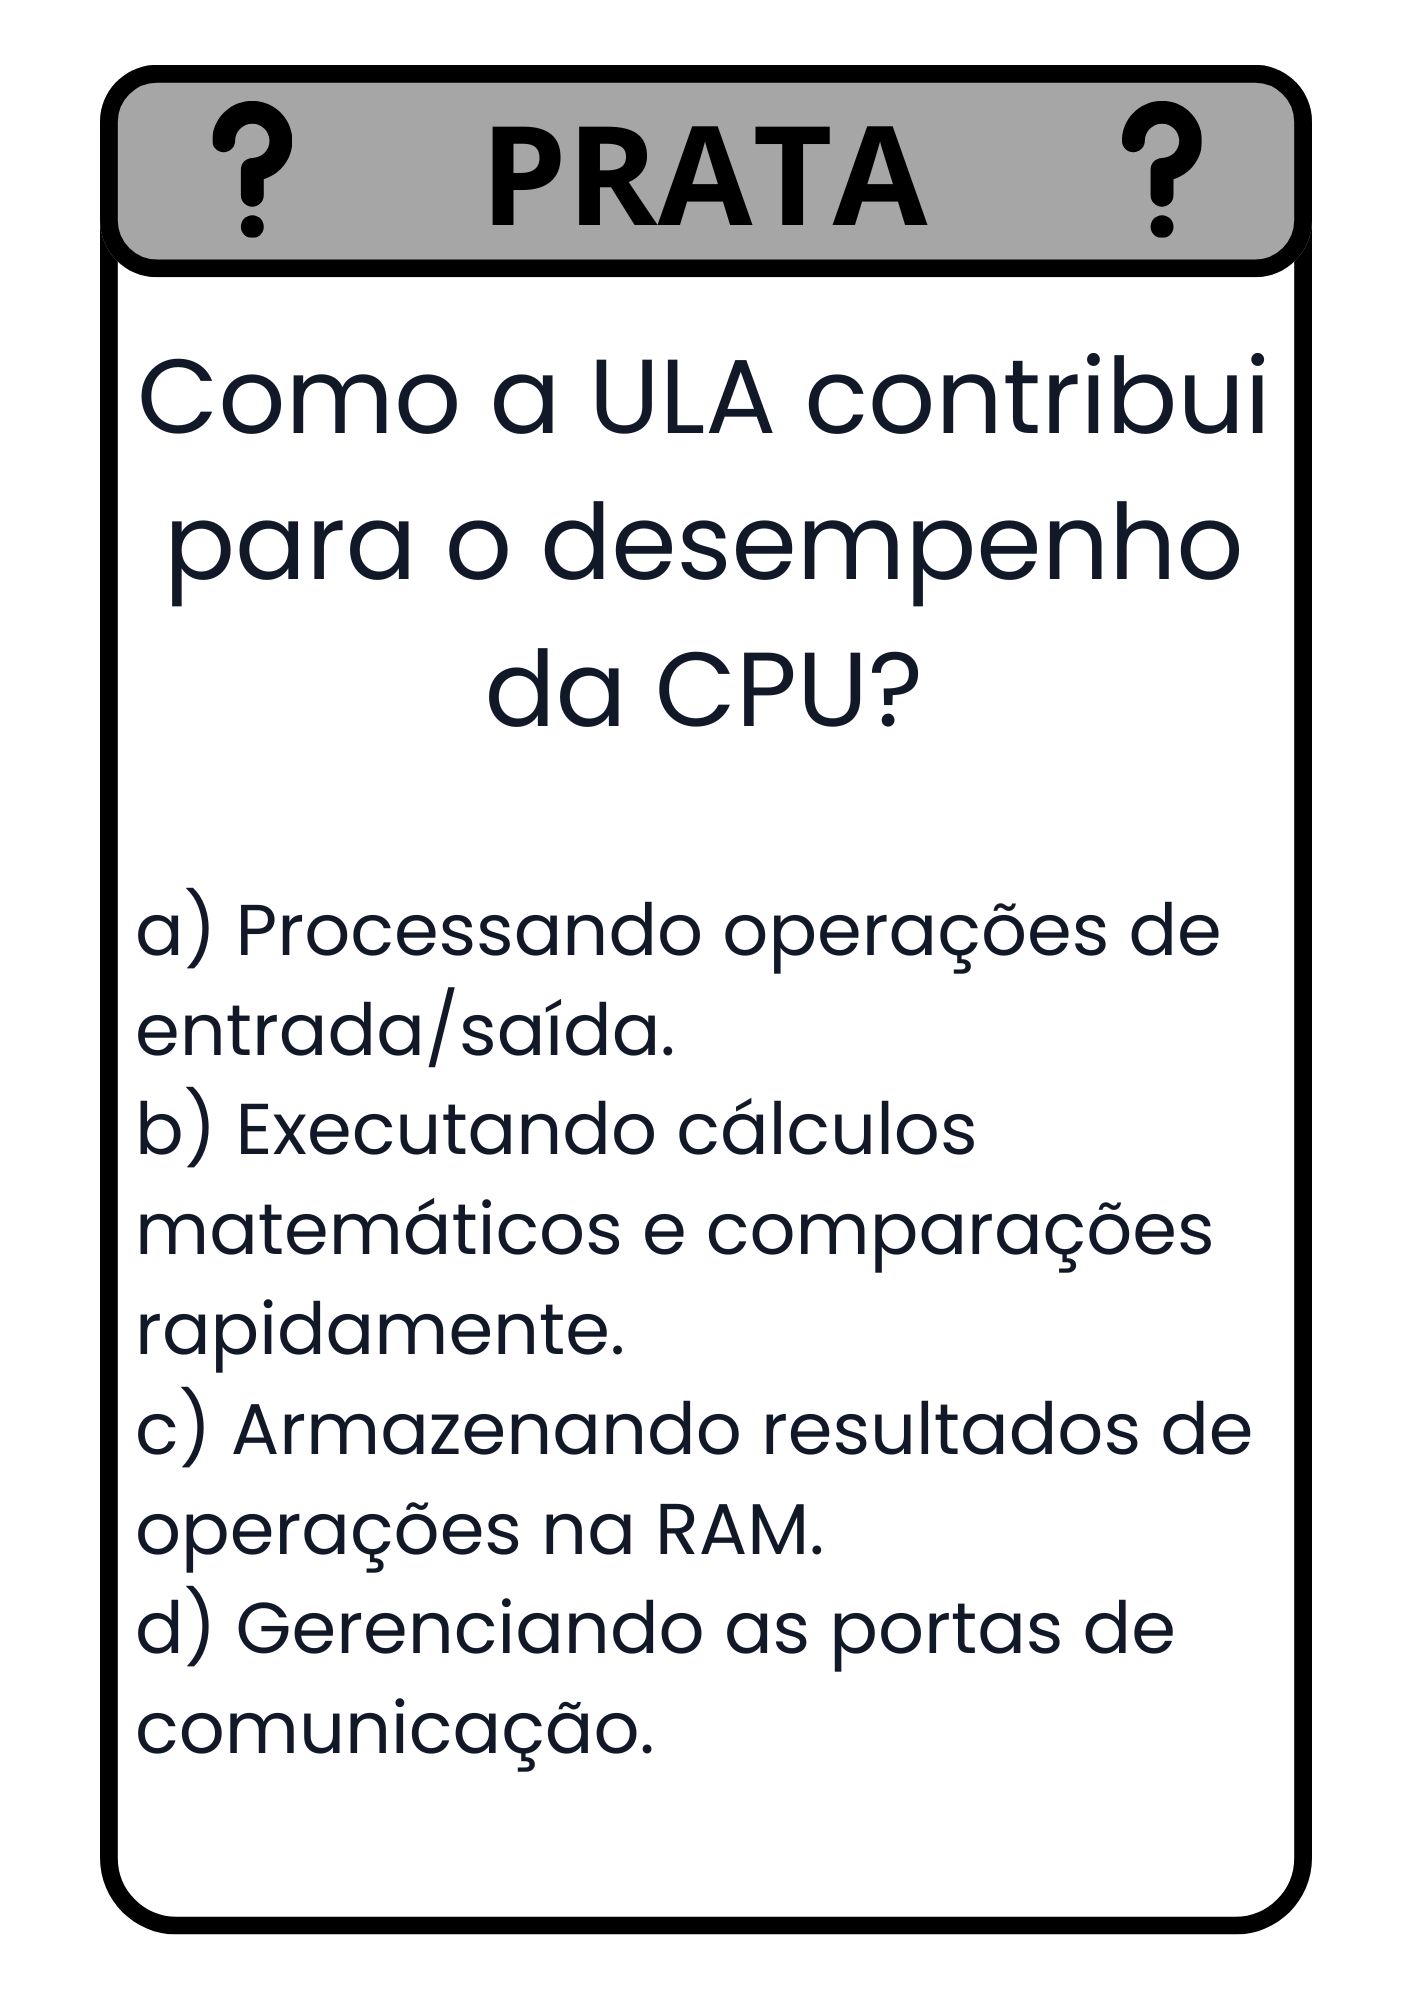 ? PRATA ?
Como a ULA contribui
para o desempenho
da CPU?
a) Processando operações de
entrada/saída.
b) Executando cálculos
matemáticos e comparações
rapidamente.
c) Armazenando resultados de
operações na RAM.
d) Gerenciando as portas de
comunicação.